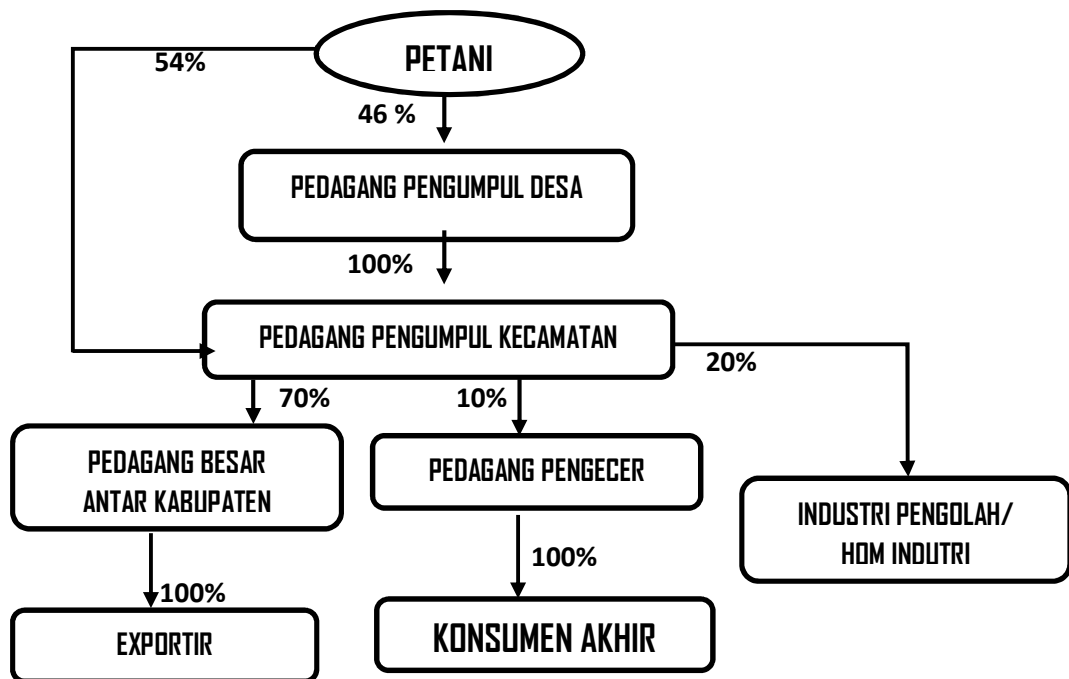 PETANI
54%
46 %
PEDAGANG PENGUMPUL DESA
100%
PEDAGANG PENGUMPUL KECAMATAN
20%
70%
10%
PEDAGANG BESAR
ANTAR KABUPATEN
PEDAGANG PENGECER
INDUSTRI PENGOLAH/
HOM INDUTRI
100%
100%
EXPORTIR
KONSUMEN AKHIR